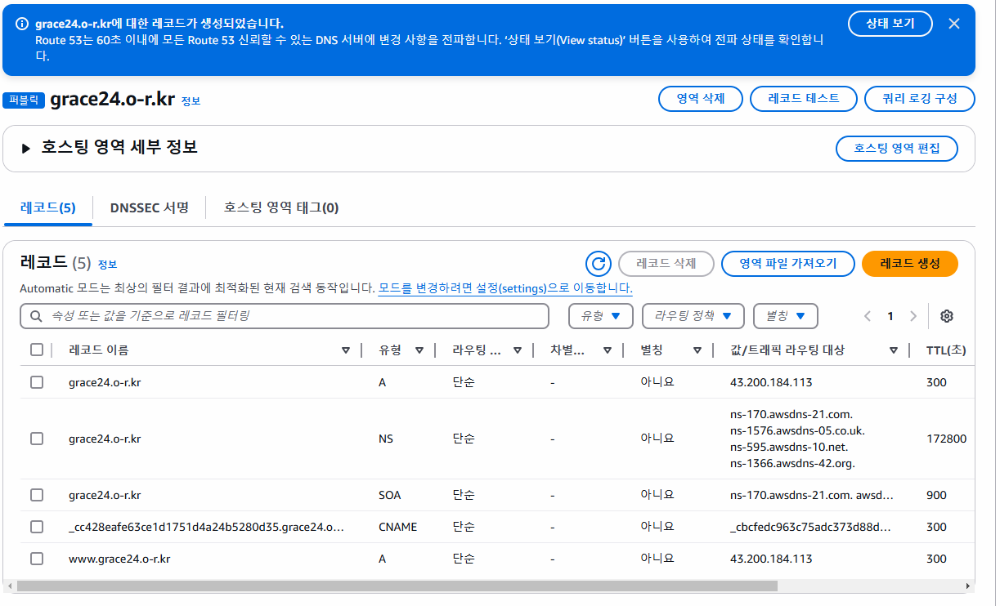 grace24.o-r.kr에 대한 레코드가 생성되었습니다.
Route 53는 60초 이내에 모든 Route 53 신뢰할 수 있는 DNS 서버에 변경 사항을 전파합니다. '상태 보기(View status)' 버튼을 사용하여 전파 상태를 확인합니
다.
상태 보기
퍼블릭 grace24.o-r.kr 정보
영역 삭제 레코드 테스트 쿼리 로깅 구성
호스팅 영역 세부 정보
호스팅 영역 편집
레코드(5) DNSSEC 서명 호스팅 영역 태그(0)
레코드 (5) 정보
레코드 삭제 영역 파일 가져오기 레코드 생성
Automatic 모드는 최상의 필터 결과에 최적화된 현재 검색 동작입니다. 모드를 변경하려면 설정(settings)으로 이동합니다.
속성 또는 값을 기준으로 레코드 필터링 유형 라우팅 정책 별칭 1
레코드 이름 유형 라우팅 ... 차별... 별칭 값/트래픽 라우팅 대상 TTL(초)
grace24.o-r.kr A 단순 - 아니요 43.200.184.113 300
grace24.o-r.kr NS 단순 - 아니요 ns-170.awsdns-21.com.
ns-1576.awsdns-05.co.uk.
ns-595.awsdns-10.net.
ns-1366.awsdns-42.org. 172800
grace24.o-r.kr SOA 단순 - 아니요 ns-170.awsdns-21.com. awsd... 900
_cc428eafe63ce1d1751d4a24b5280d35.grace24.o... CNAME 단순 - 아니요 _cbcfedc963c75adc373d88d... 300
www.grace24.o-r.kr A 단순 - 아니요 43.200.184.113 300